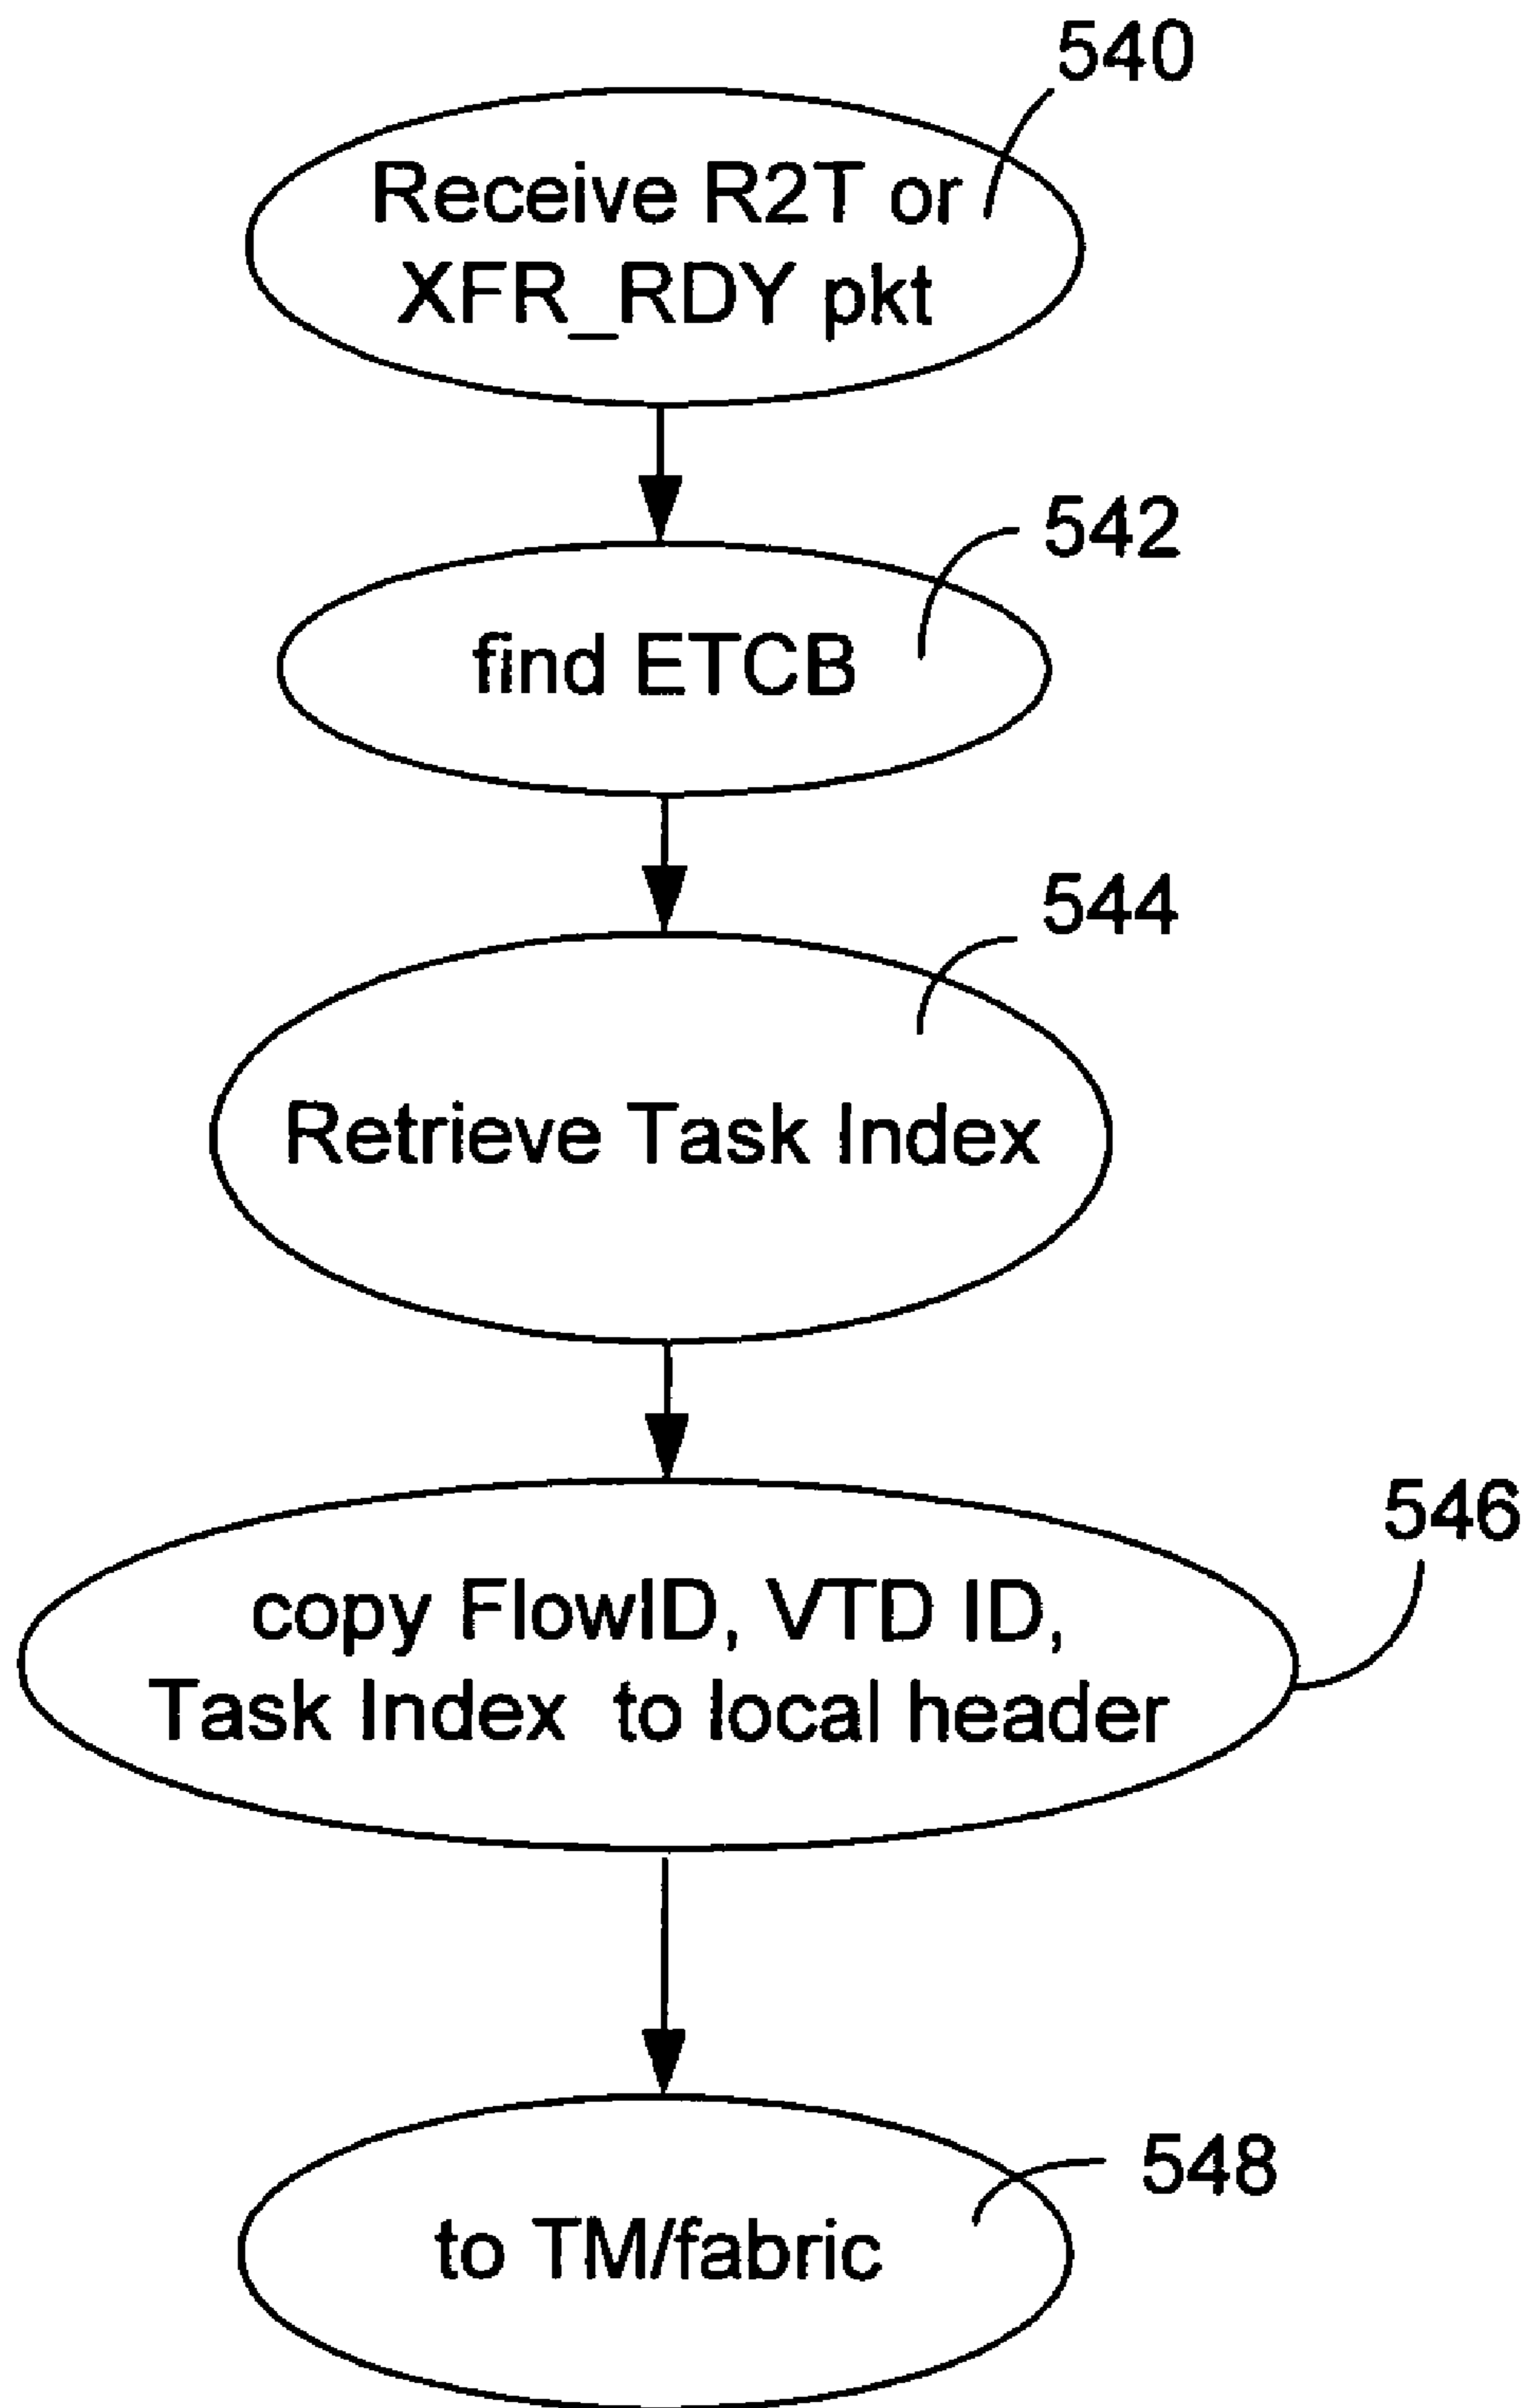 540
Receive R2T or
XFR_RDY pkt
542
find ETCB
544
Retrieve Task Index
546
copy FlowID, VTD ID,
Task Index to local header
548
to TM/fabric